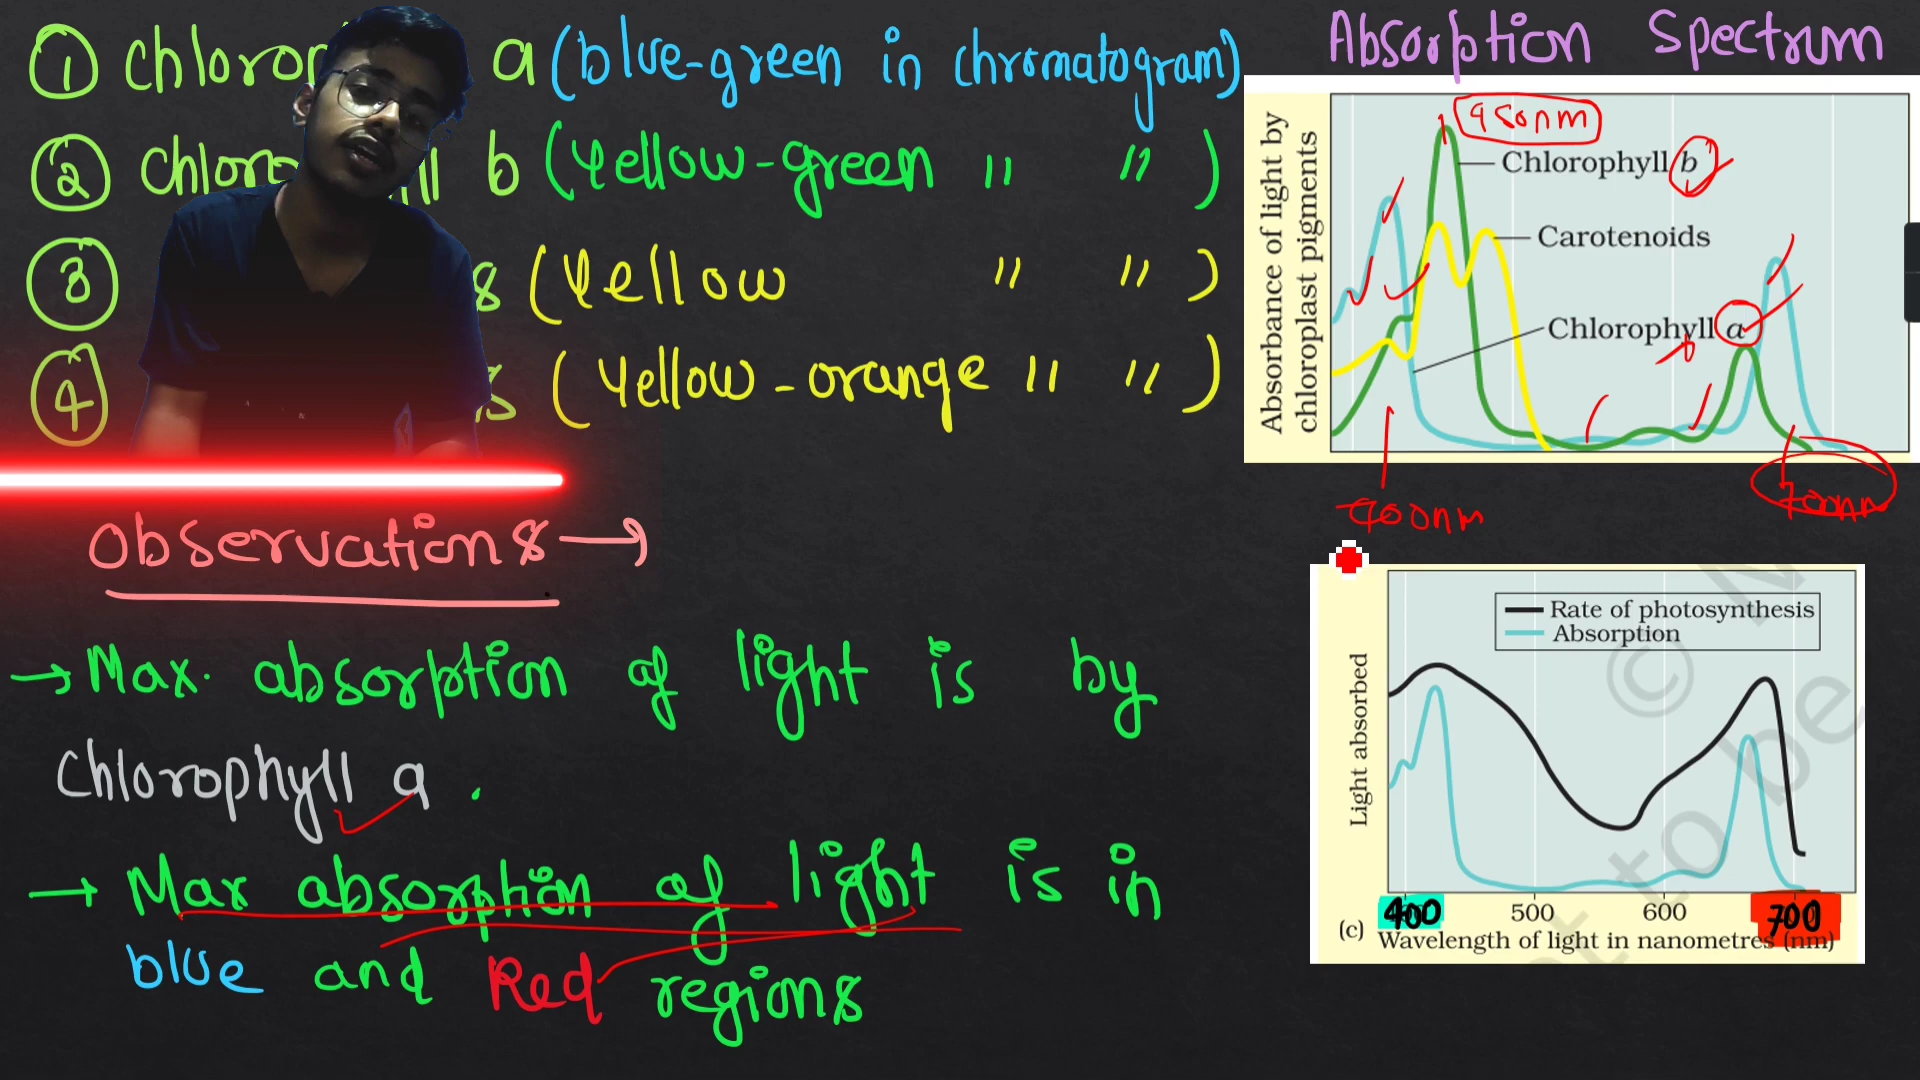 1 chlorop a (blue-green in chromatogram)
2 chloro ll b (Yellow-green " " )
3 s (Yellow " " )
4 s (Yellow-orange " " )
Observations →
→ Max. absorption of light is by
Chlorophyll a .
→ Max absorption of light is in
blue and Red regions
Absorption Spectrum
Absorbance of light by
chloroplast pigments
450nm
Chlorophyll b
Carotenoids
Chlorophyll a
b
400nm
700nm
Rate of photosynthesis
Absorption
Light absorbed
400 500 600 700
(c) Wavelength of light in nanometres (nm)
©
to be